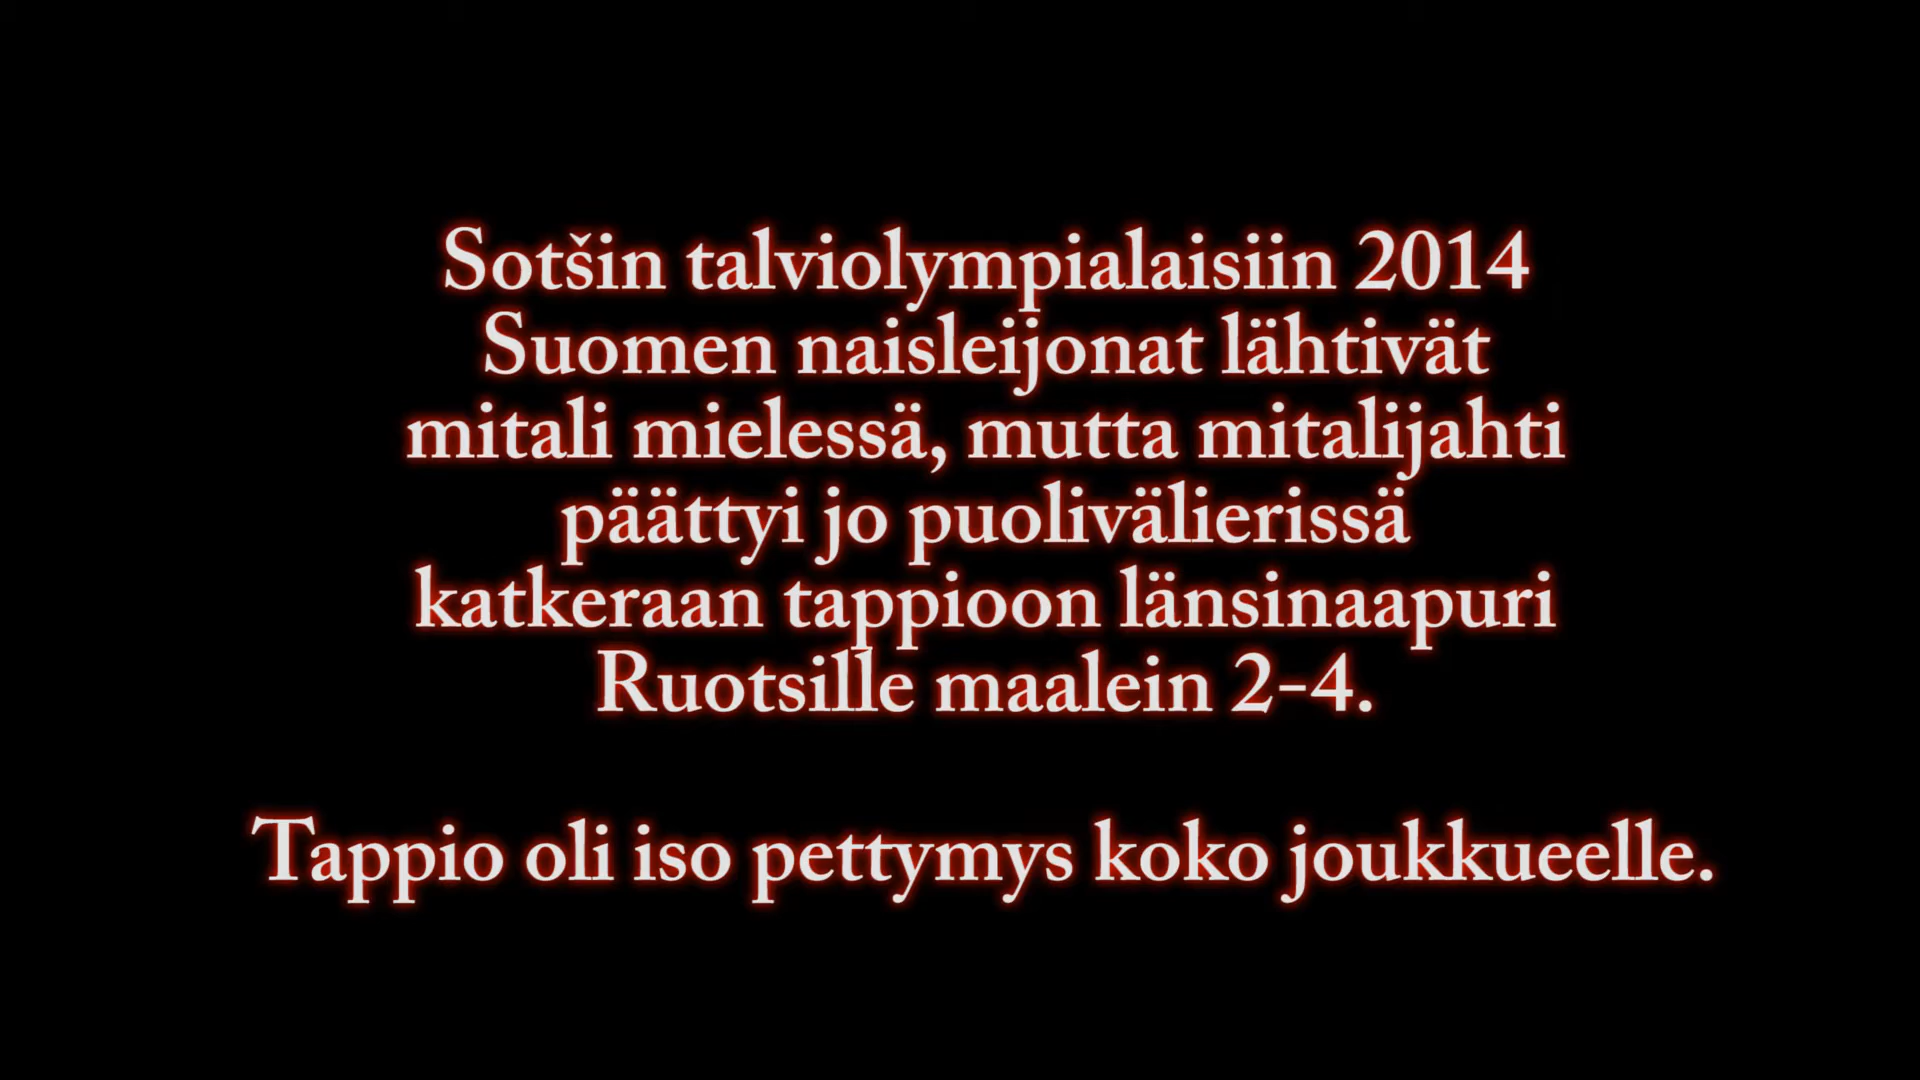 Sotšin talviolympialaisiin 2014
Suomen naisleijonat lähtivät
mitali mielessä, mutta mitalijahti
päättyi jo puolivälierissä
katkeraan tappioon länsinaapuri
Ruotsille maalein 2-4.
Tappio oli iso pettymys koko joukkueelle.